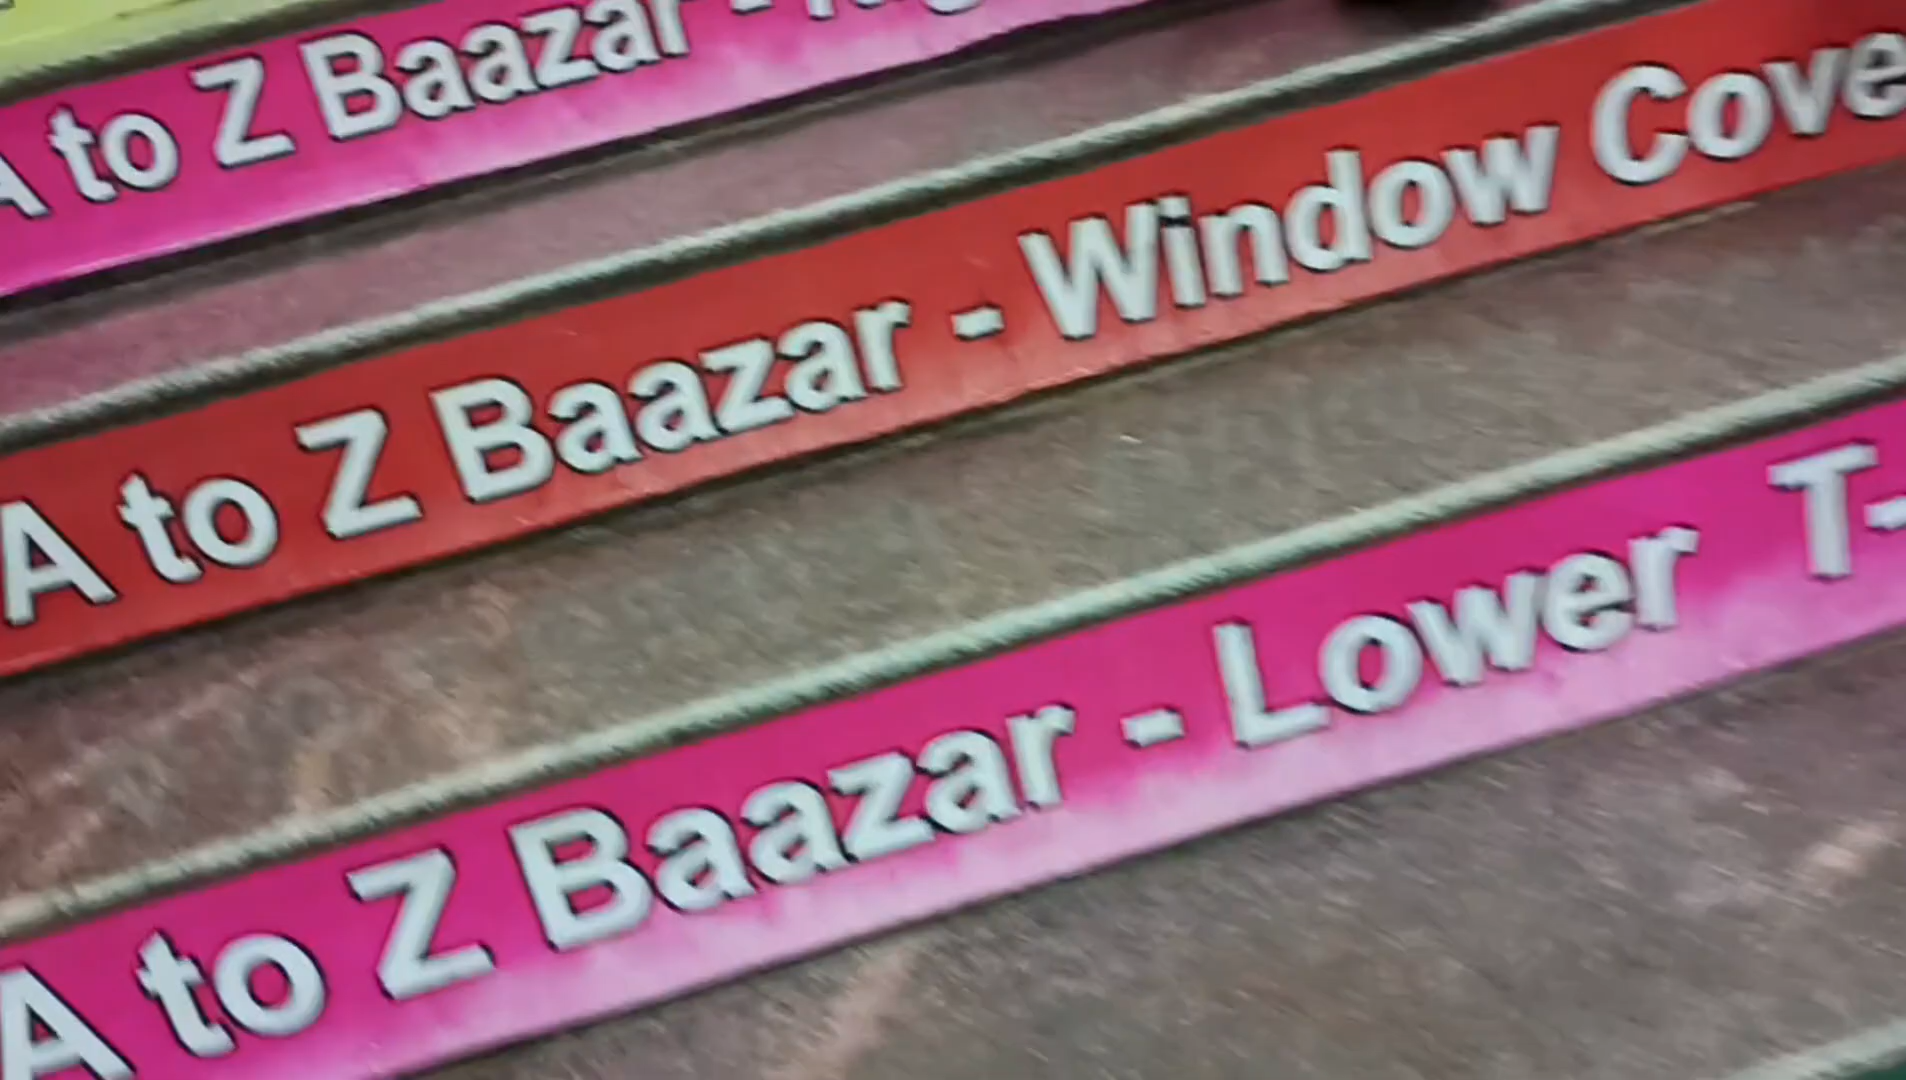 A to Z Baazar -
A to Z Baazar - Window Cove
A to Z Baazar - Lower T-